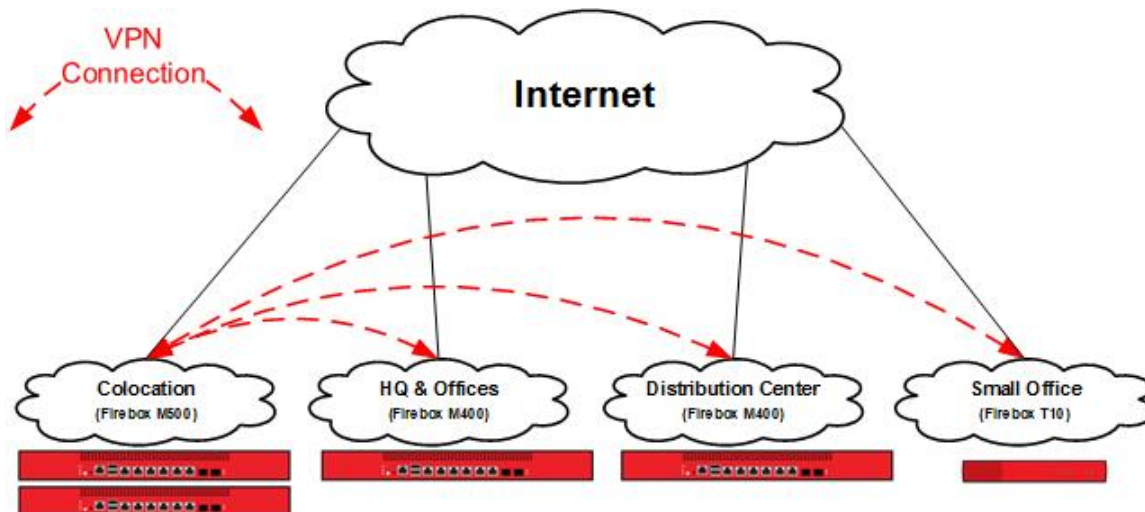 VPN
Connection
Internet
Colocation
(Firebox M500)
HQ & Offices
(Firebox M400)
Distribution Center
(Firebox M400)
Small Office
(Firebox T10)